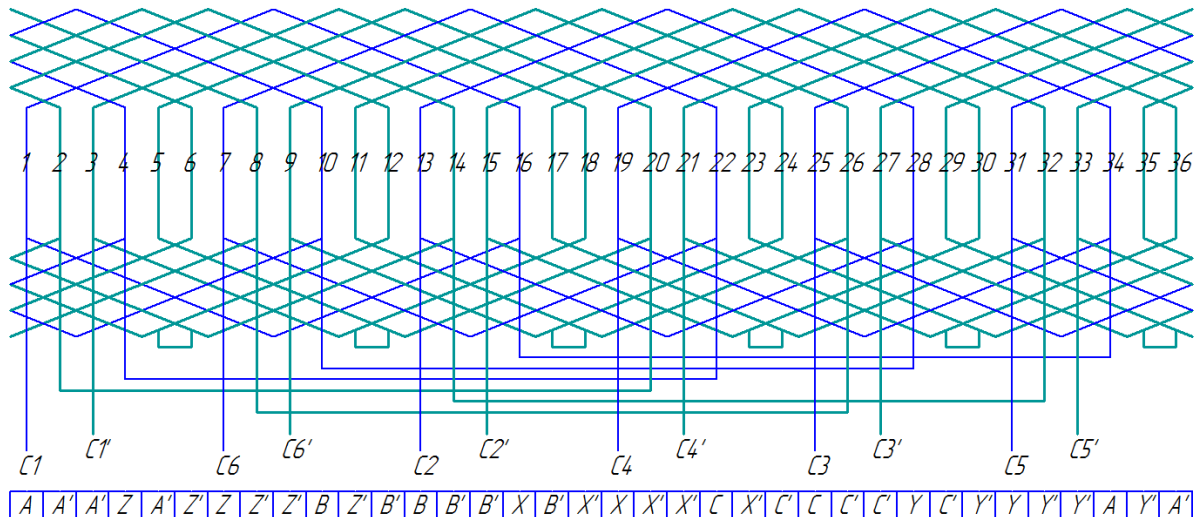 1 2 3 4 5 6 7 8 9 10 11 12 13 14 15 16 17 18 19 20 21 22 23 24 25 26 27 28 29 30 31 32 33 34 35 36
C1 C1' C6 C6' C2 C2' C4 C4' C3 C3' C5 C5'
A A' A' Z A' Z' Z Z' Z' B Z' B' B B' B' X B' X' X X' X' C X' C' C C' C' Y C' Y' Y Y' Y' A Y' A'